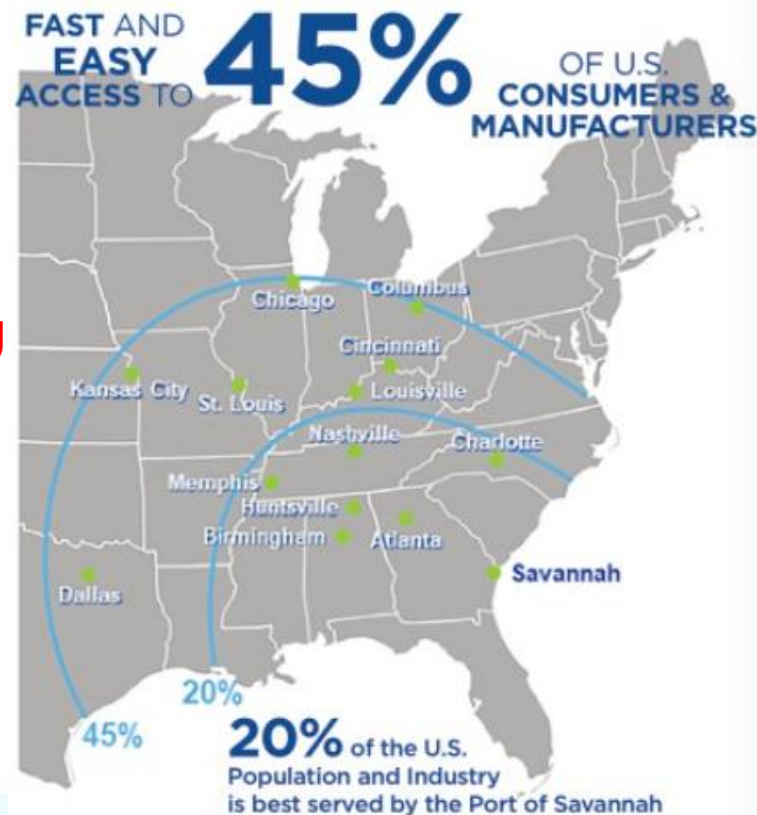 FAST AND
EASY
ACCESS TO
45%
OF U.S.
CONSUMERS &
MANUFACTURERS
Chicago
Columbus
Cincinnati
Kansas City
St. Louis
Louisville
Nashville
Charlotte
Memphis
Huntsville
Birmingham
Atlanta
Savannah
Dallas
20%
45%
20% of the U.S.
Population and Industry
is best served by the Port of Savannah